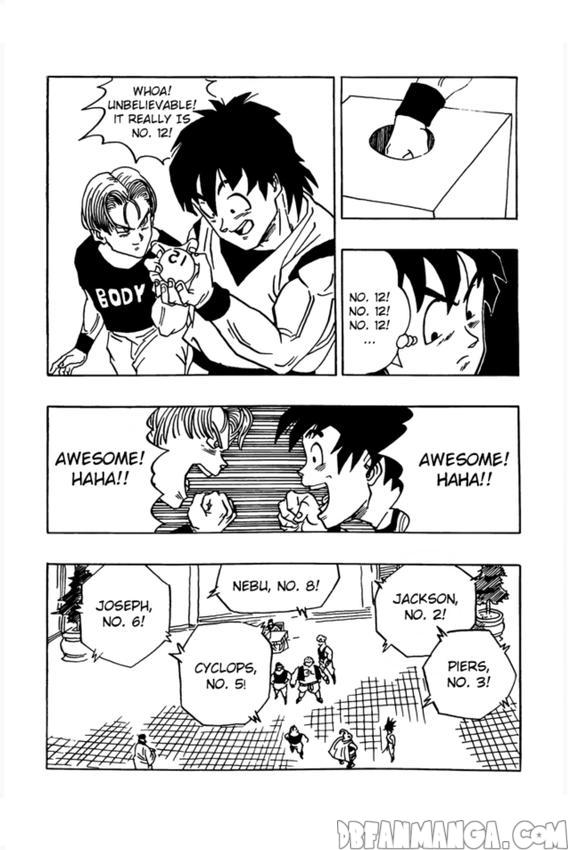 NO. 12!
NO. 12!
NO. 12!
...
WHOA!
UNBELIEVABLE!
IT REALLY IS
NO. 12!
12
BODY
AWESOME!
HAHA!!
AWESOME!
HAHA!!
JACKSON,
NO. 2!
PIERS,
NO. 3!
NEBU, NO. 8!
CYCLOPS,
NO. 5!
JOSEPH,
NO. 6!
DBFANMANGA.COM